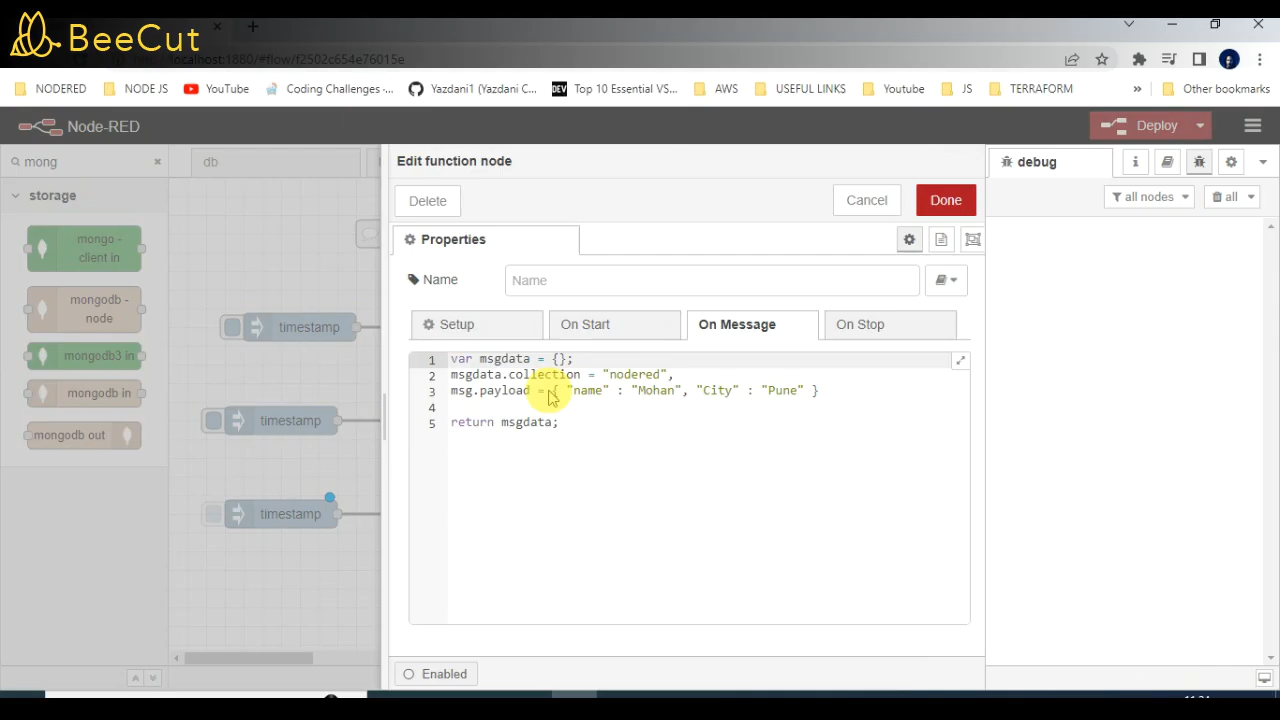 BeeCut
localhost:1880/#flow/f2502c654e76015e
NODERED
NODE JS
YouTube
Coding Challenges -...
Yazdani1 (Yazdani C...
DEV
Top 10 Essential VS...
AWS
USEFUL LINKS
Youtube
JS
TERRAFORM
»
Other bookmarks
Node-RED
Deploy
mong
db
Edit function node
debug
storage
Delete
Cancel
Done
all nodes
all
mongo -
client in
Properties
Name
Name
mongodb -
node
Setup
On Start
On Message
On Stop
timestamp
mongodb3 in
mongodb in
mongodb out
timestamp
timestamp
1 var msgdata = {};
2 msgdata.collection = "nodered",
3 msg.payload = { "name" : "Mohan", "City" : "Pune" }
4
5 return msgdata;
Enabled